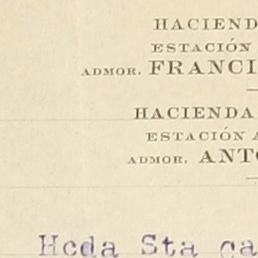 HACIEND
ESTACIÓN
ADMOR. FRANCI
HACIENDA
ESTACIÓN A
ADMOR. ANTO
Hcda Sta ca